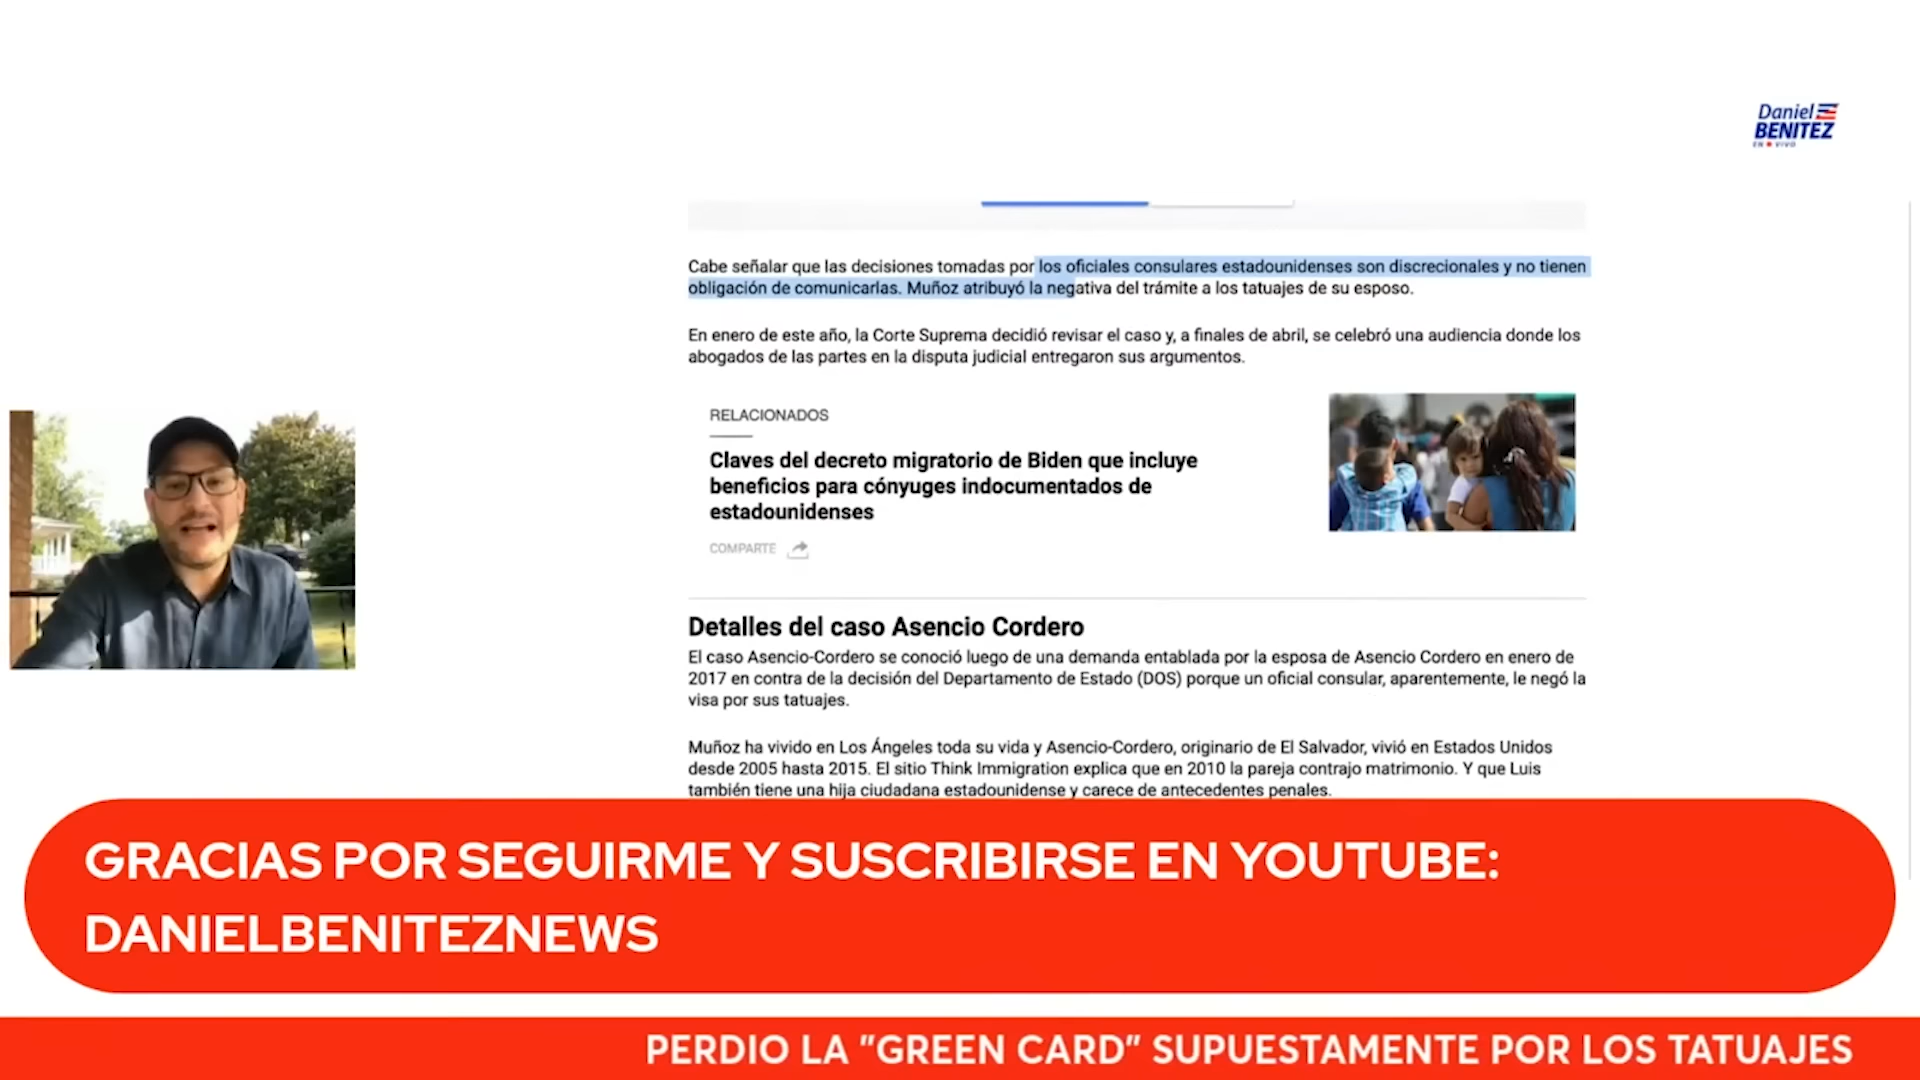 Daniel
BENITEZ
EN VIVO
Cabe señalar que las decisiones tomadas por los oficiales consulares estadounidenses son discrecionales y no tienen
obligación de comunicarlas. Muñoz atribuyó la negativa del trámite a los tatuajes de su esposo.
En enero de este año, la Corte Suprema decidió revisar el caso y, a finales de abril, se celebró una audiencia donde los
abogados de las partes en la disputa judicial entregaron sus argumentos.
RELACIONADOS
Claves del decreto migratorio de Biden que incluye
beneficios para cónyuges indocumentados de
estadounidenses
COMPARTE
Detalles del caso Asencio Cordero
El caso Asencio-Cordero se conoció luego de una demanda entablada por la esposa de Asencio Cordero en enero de
2017 en contra de la decisión del Departamento de Estado (DOS) porque un oficial consular, aparentemente, le negó la
visa por sus tatuajes.
Muñoz ha vivido en Los Ángeles toda su vida y Asencio-Cordero, originario de El Salvador, vivió en Estados Unidos
desde 2005 hasta 2015. El sitio Think Immigration explica que en 2010 la pareja contrajo matrimonio. Y que Luis
también tiene una hija ciudadana estadounidense y carece de antecedentes penales.
GRACIAS POR SEGUIRME Y SUSCRIBIRSE EN YOUTUBE:
DANIELBENITEZNEWS
PERDIO LA "GREEN CARD" SUPUESTAMENTE POR LOS TATUAJES